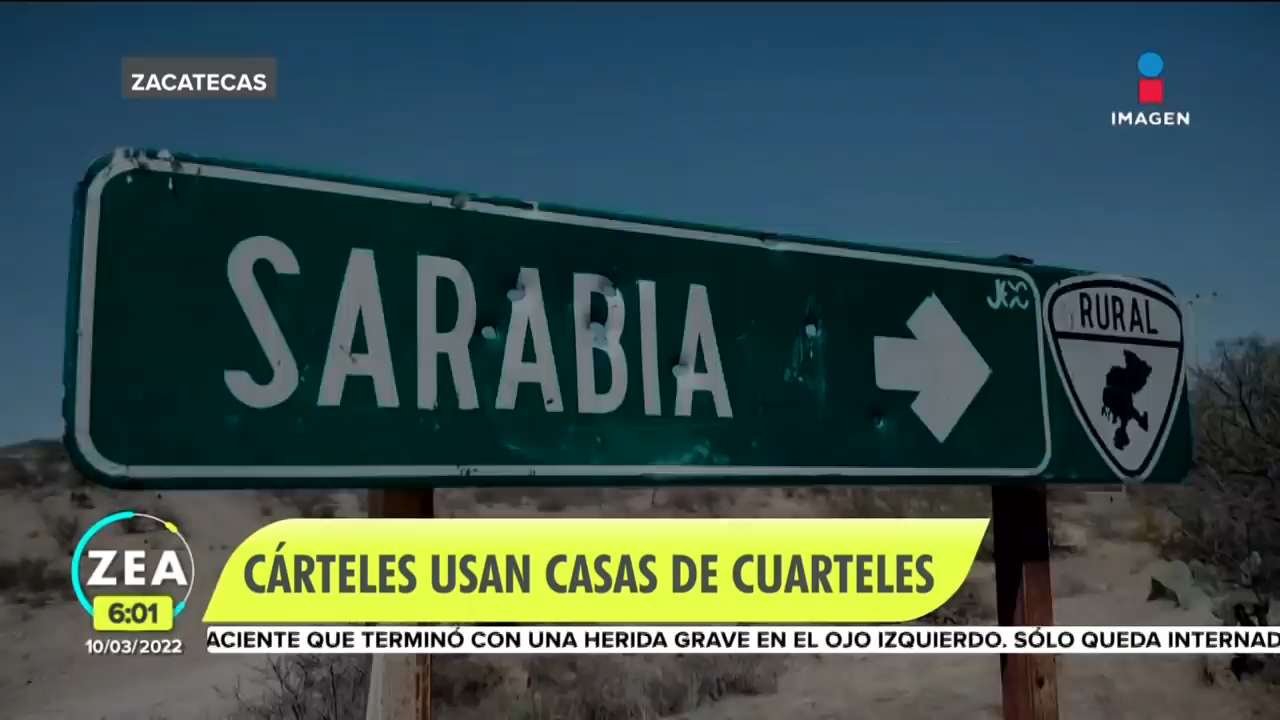 ZACATECAS
IMAGEN
SARABIA
RURAL
ZEA
CÁRTELES USAN CASAS DE CUARTELES
6:01
10/03/2022
ACIENTE QUE TERMINÓ CON UNA HERIDA GRAVE EN EL OJO IZQUIERDO. SÓLO QUEDA INTERNAD